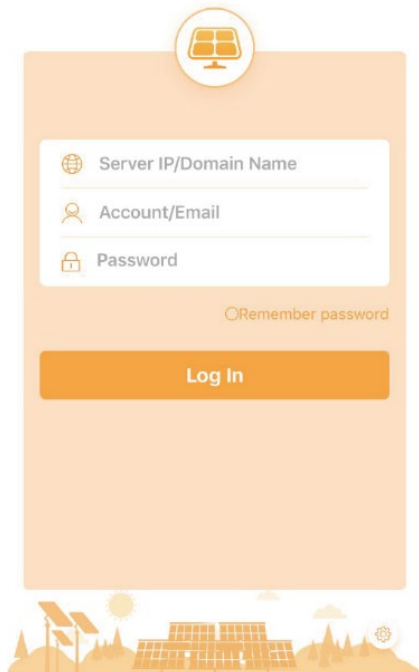 Server IP/Domain Name
Account/Email
Password
Remember password
Log In